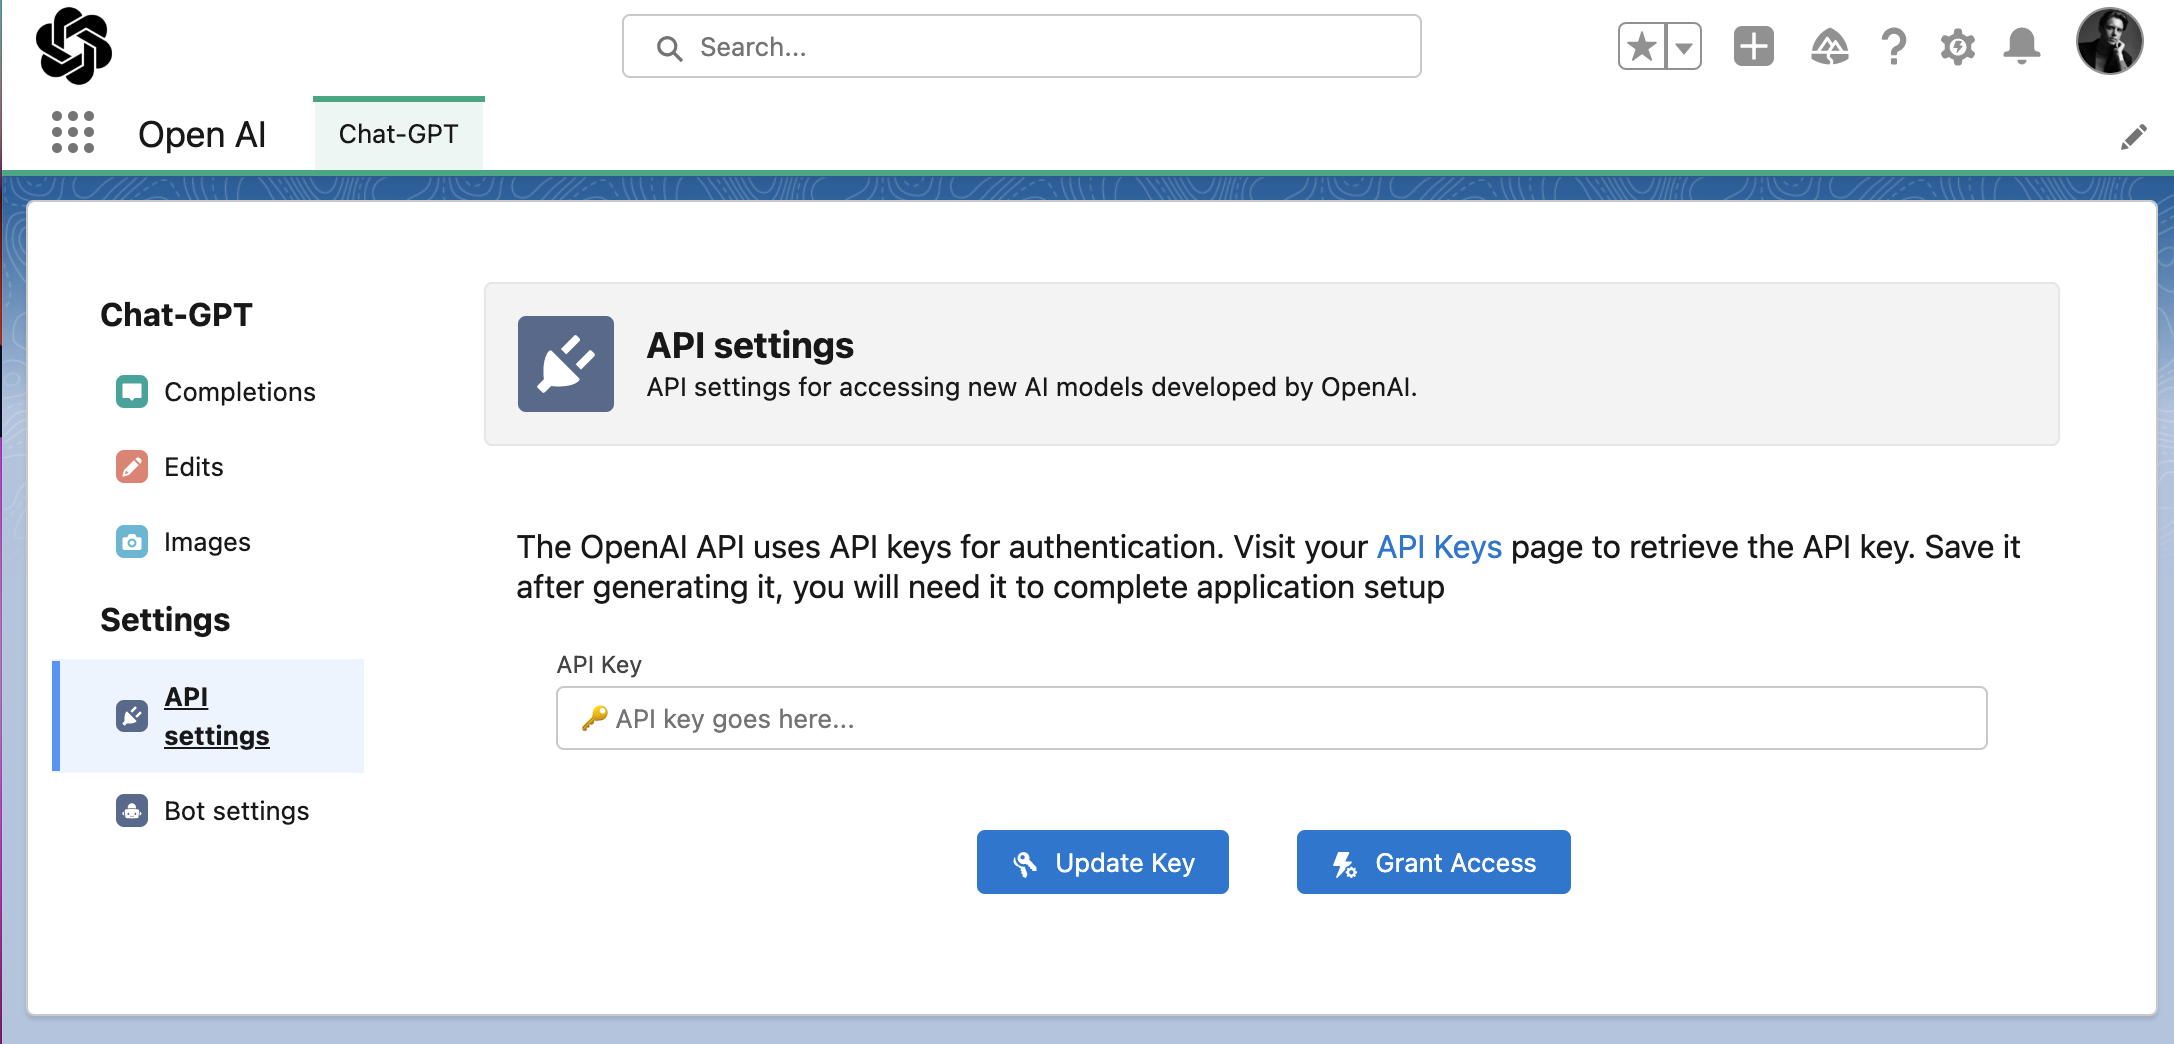 Search...
Open AI
Chat-GPT
Chat-GPT
Completions
Edits
Images
Settings
API
settings
Bot settings
API settings
API settings for accessing new AI models developed by OpenAI.
The OpenAI API uses API keys for authentication. Visit your API Keys page to retrieve the API key. Save it
after generating it, you will need it to complete application setup
API Key
🔑 API key goes here...
Update Key
Grant Access